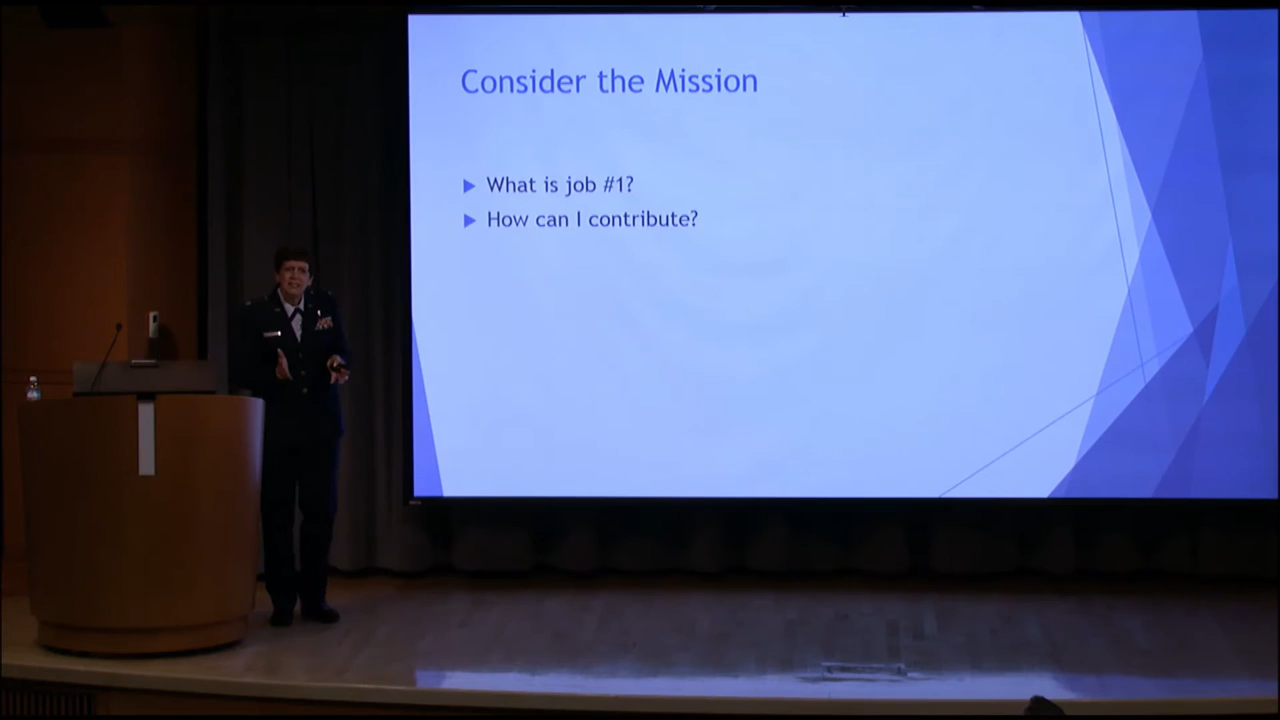 Consider the Mission
What is job #1?
How can I contribute?